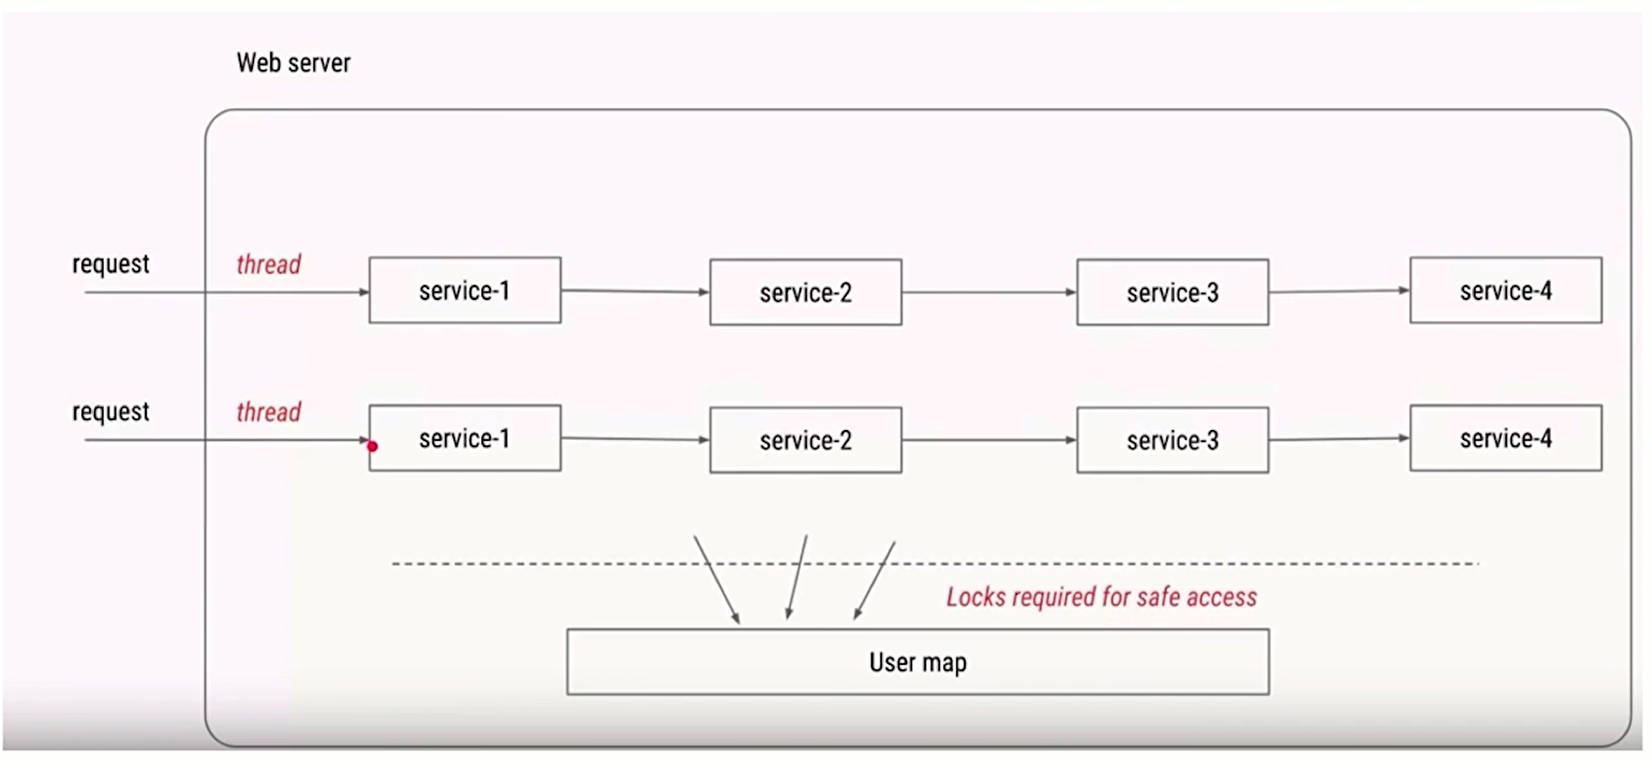 Web server
request thread service-1 service-2 service-3 service-4
request thread service-1 service-2 service-3 service-4
Locks required for safe access
User map